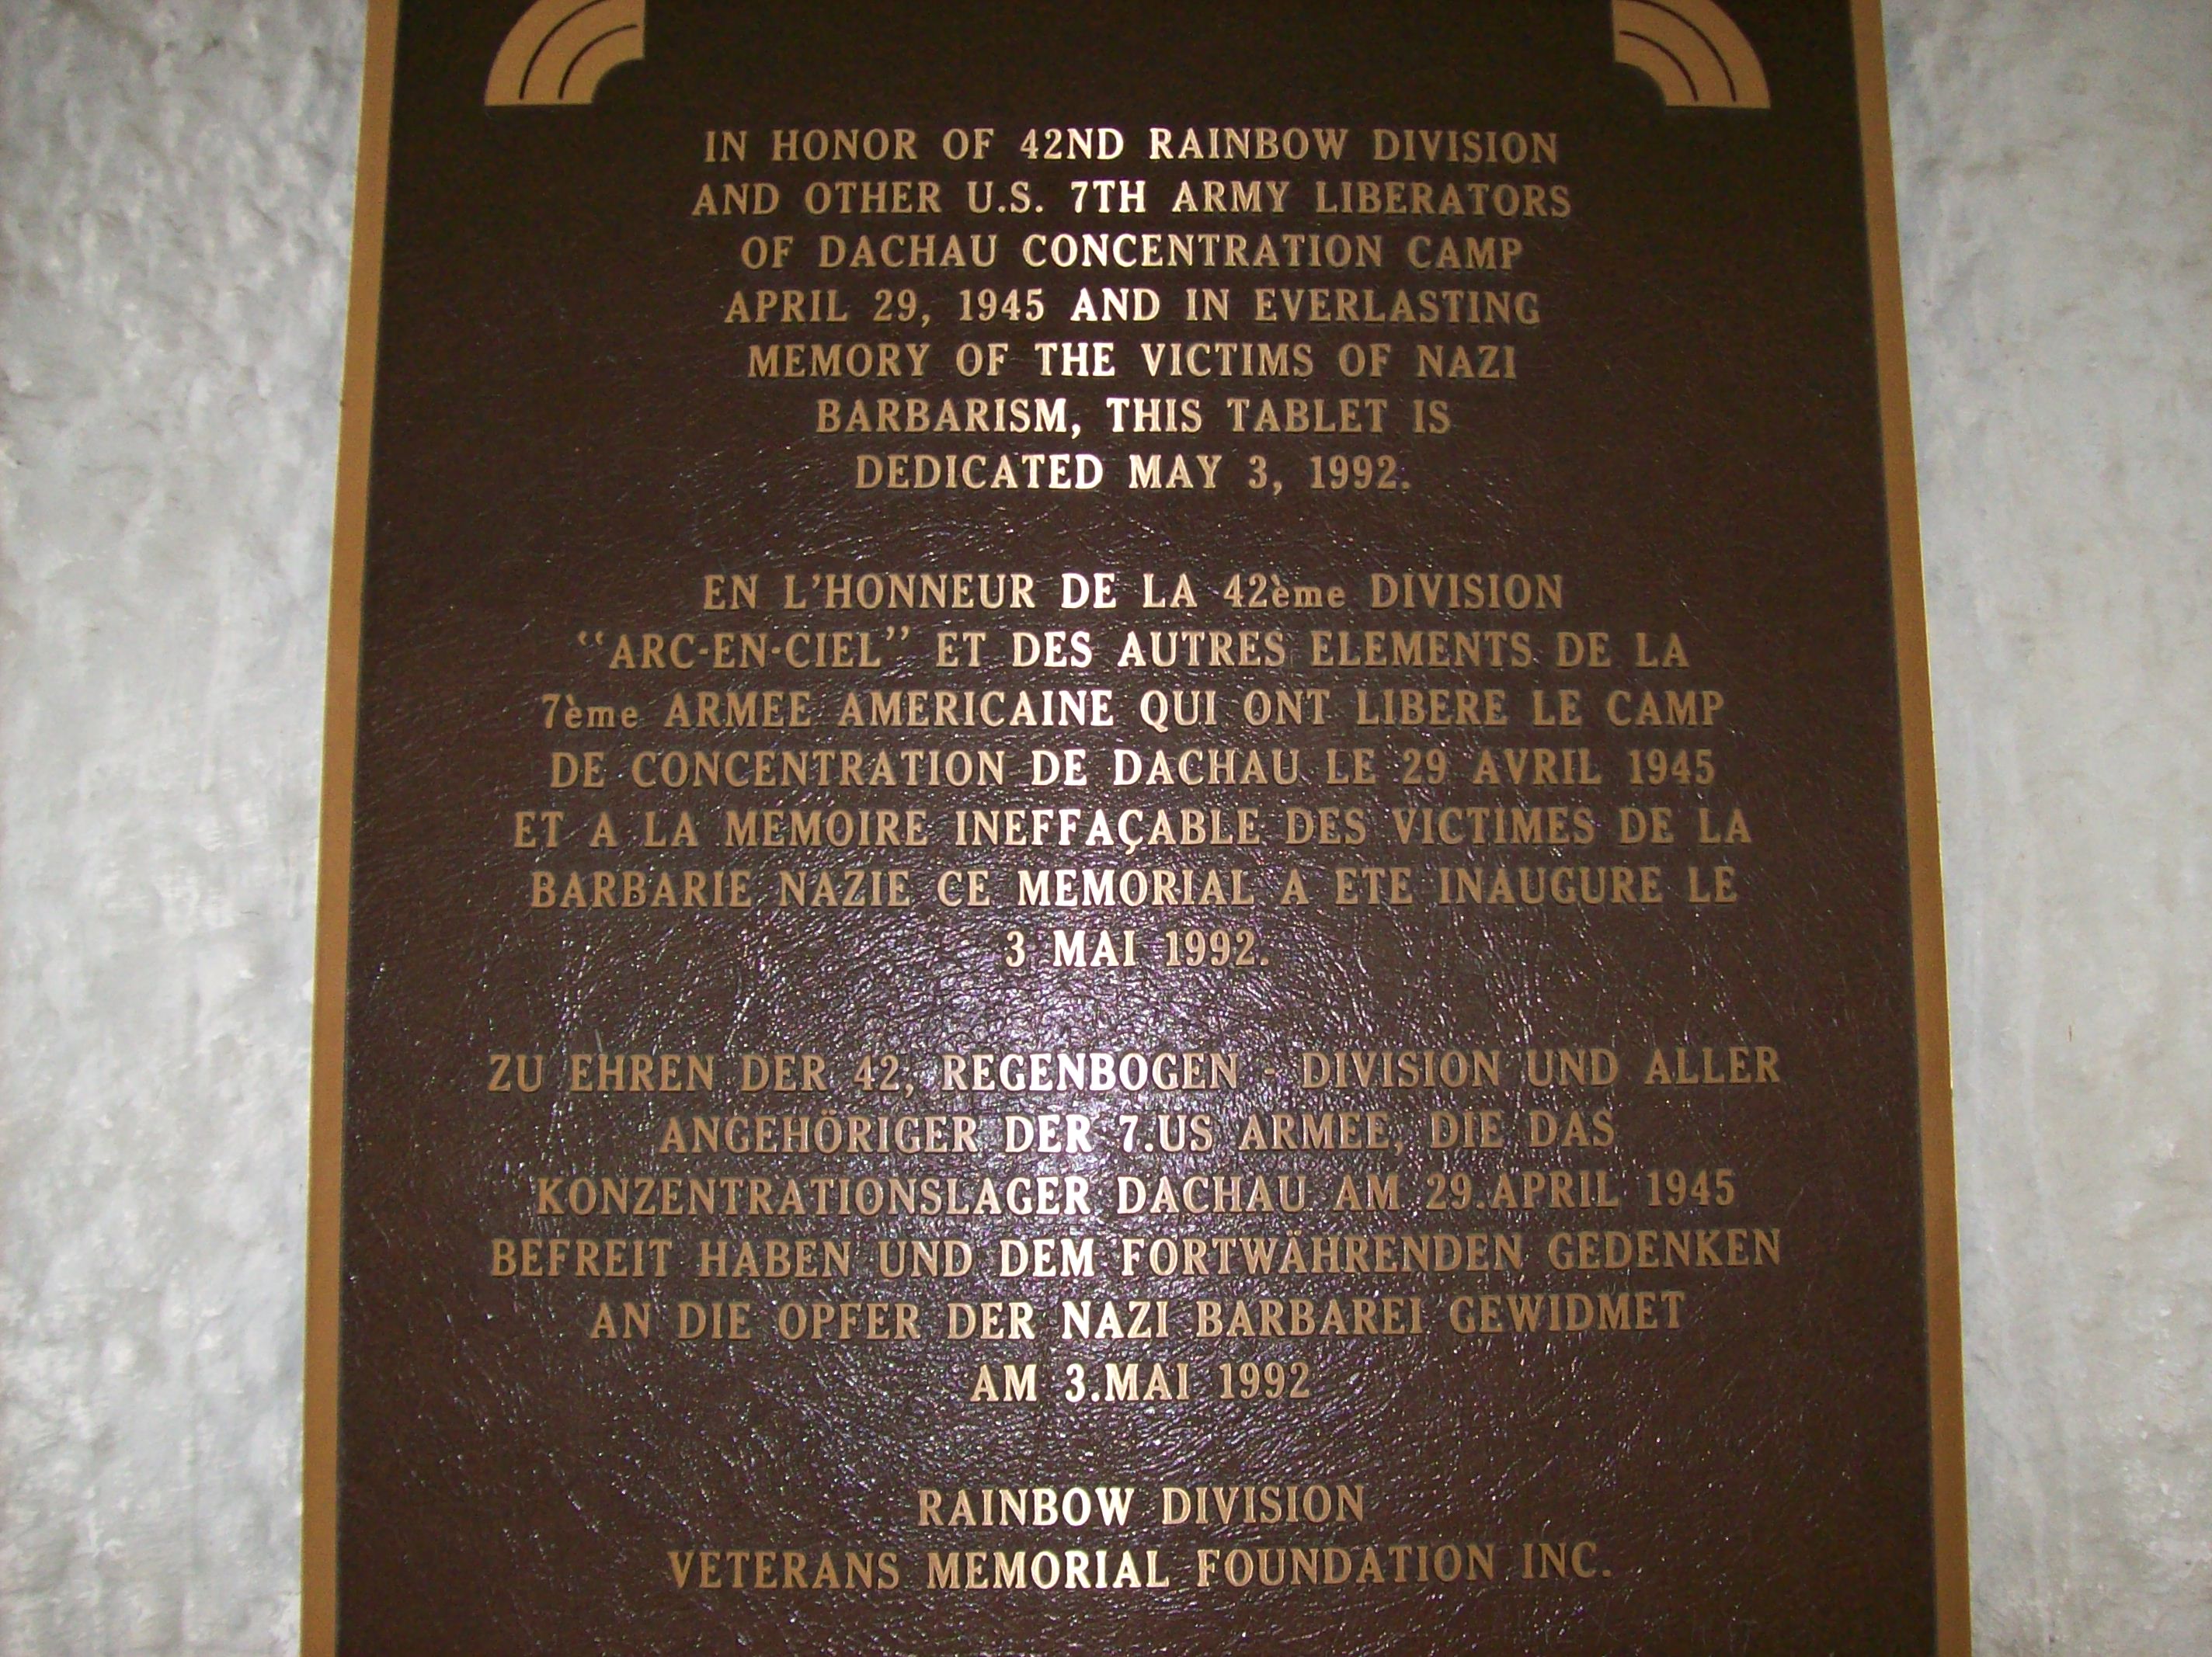 IN HONOR OF 42ND RAINBOW DIVISION
AND OTHER U.S. 7TH ARMY LIBERATORS
OF DACHAU CONCENTRATION CAMP
APRIL 29, 1945 AND IN EVERLASTING
MEMORY OF THE VICTIMS OF NAZI
BARBARISM, THIS TABLET IS
DEDICATED MAY 3, 1992.
EN L'HONNEUR DE LA 42ème DIVISION
“ARC-EN-CIEL” ET DES AUTRES ELEMENTS DE LA
7ème ARMEE AMERICAINE QUI ONT LIBERE LE CAMP
DE CONCENTRATION DE DACHAU LE 29 AVRIL 1945
ET A LA MEMOIRE INEFFAÇABLE DES VICTIMES DE LA
BARBARIE NAZIE CE MEMORIAL A ETE INAUGURE LE
3 MAI 1992.
ZU EHREN DER 42, REGENBOGEN - DIVISION UND ALLER
ANGEHÖRIGER DER 7.US ARMEE, DIE DAS
KONZENTRATIONSLAGER DACHAU AM 29.APRIL 1945
BEFREIT HABEN UND DEM FORTWÄHRENDEN GEDENKEN
AN DIE OPFER DER NAZI BARBAREI GEWIDMET
AM 3.MAI 1992
RAINBOW DIVISION
VETERANS MEMORIAL FOUNDATION INC.